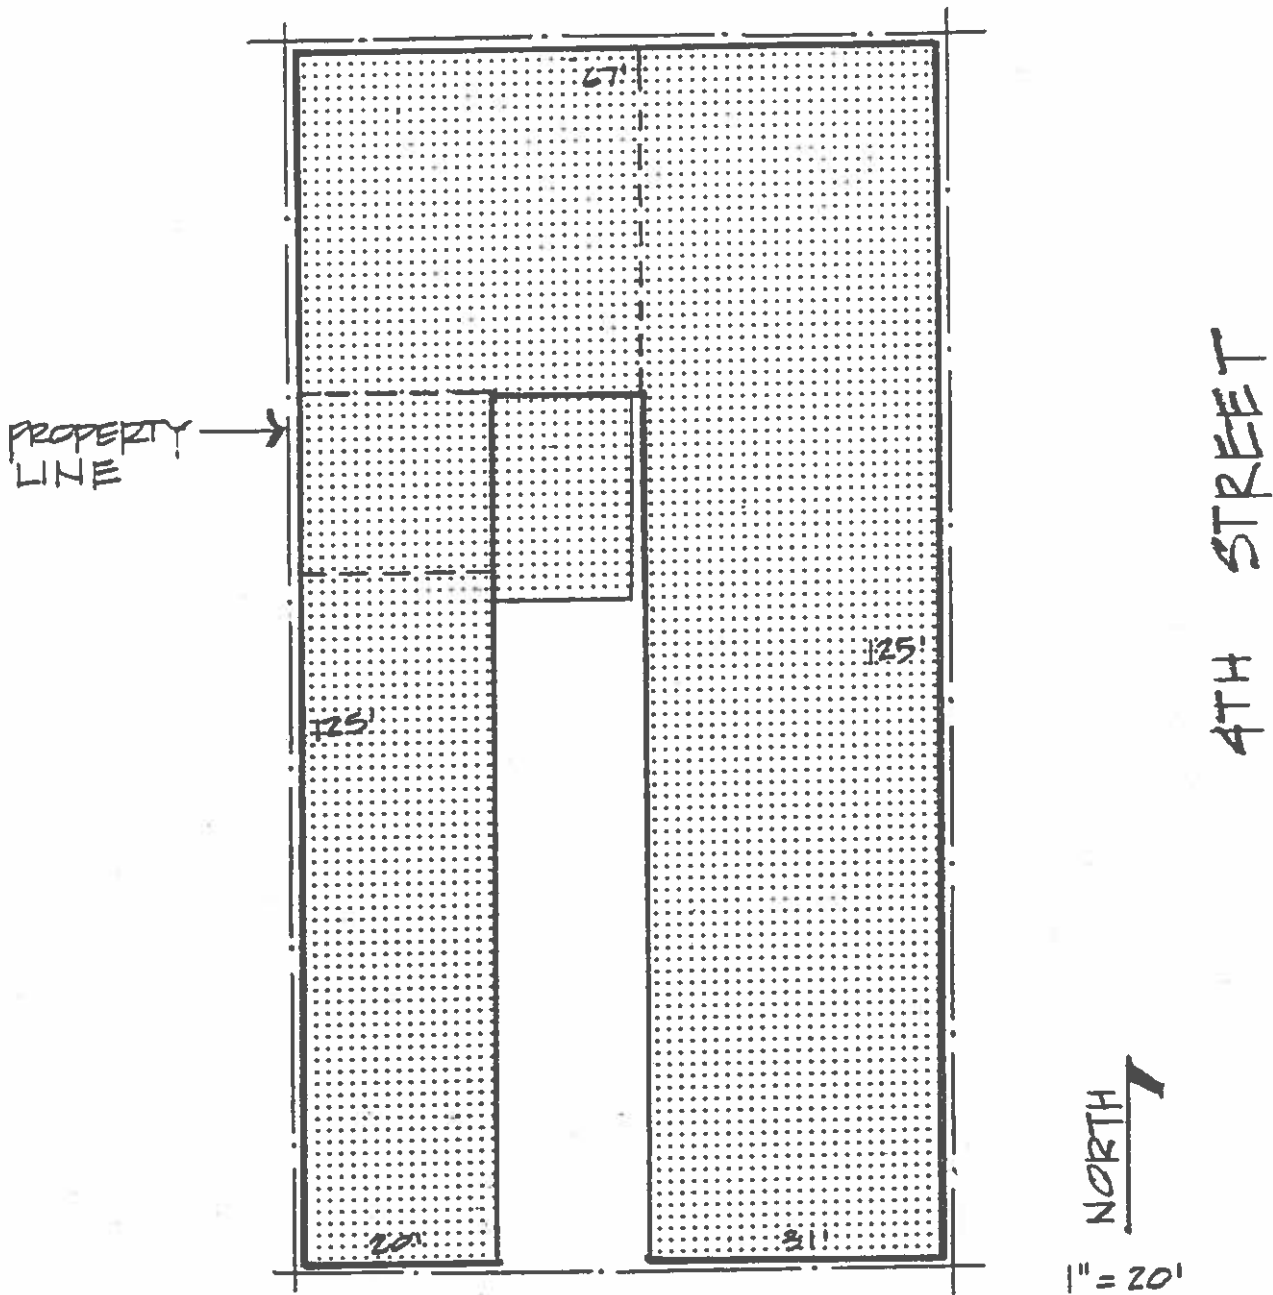 67'
PROPERTY
LINE
4TH STREET
125'
125'
NORTH
20'
31'
1" = 20'